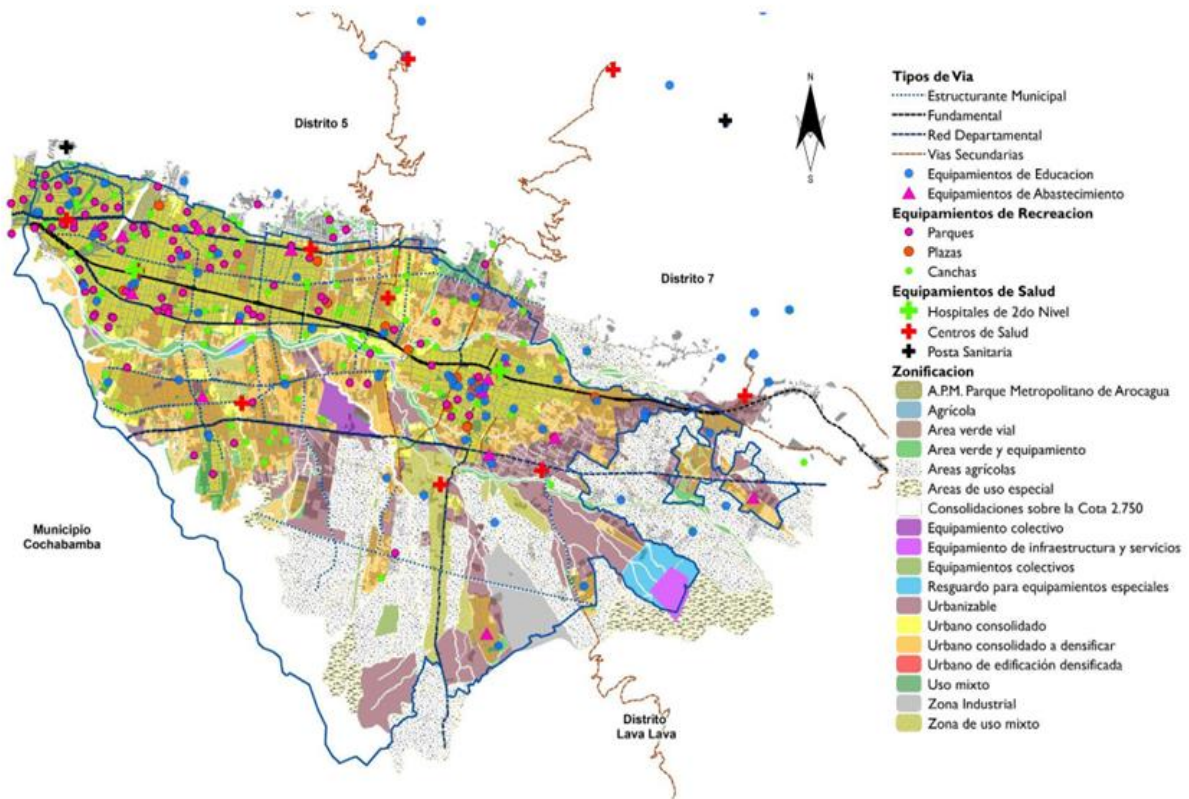 Distrito 5
Distrito 7
Municipio
Cochabamba
Distrito
Lava Lava
N
S
Tipos de Via
Estructurante Municipal
Fundamental
Red Departamental
Vias Secundarias
Equipamientos de Educacion
Equipamientos de Abastecimiento
Equipamientos de Recreacion
Parques
Plazas
Canchas
Equipamientos de Salud
Hospitales de 2do Nivel
Centros de Salud
Posta Sanitaria
Zonificacion
A.P.M. Parque Metropolitano de Arocagua
Agrícola
Area verde vial
Area verde y equipamiento
Areas agrícolas
Areas de uso especial
Consolidaciones sobre la Cota 2.750
Equipamiento colectivo
Equipamiento de infraestructura y servicios
Equipamientos colectivos
Resguardo para equipamientos especiales
Urbanizable
Urbano consolidado
Urbano consolidado a densificar
Urbano de edificación densificada
Uso mixto
Zona Industrial
Zona de uso mixto